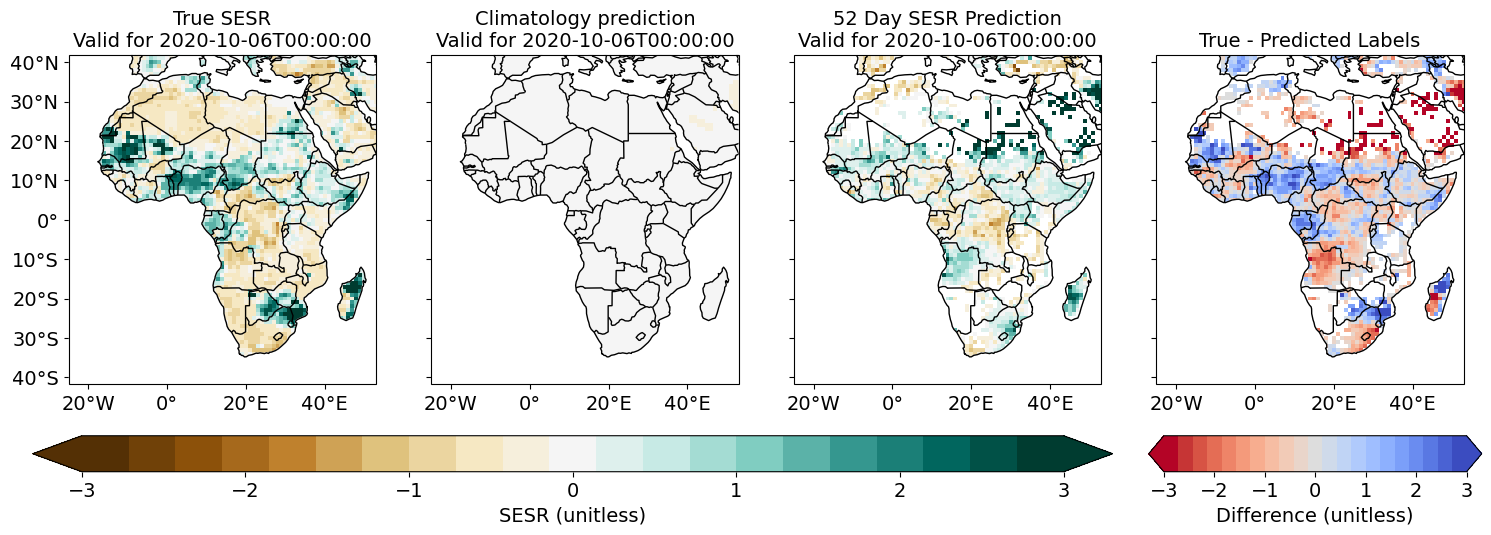 True SESR
Valid for 2020-10-06T00:00:00
Climatology prediction
Valid for 2020-10-06T00:00:00
52 Day SESR Prediction
Valid for 2020-10-06T00:00:00
True - Predicted Labels
40°N
30°N
20°N
10°N
0°
10°S
20°S
30°S
40°S
20°W 0° 20°E 40°E
20°W 0° 20°E 40°E
20°W 0° 20°E 40°E
20°W 0° 20°E 40°E
−3 −2 −1 0 1 2 3
SESR (unitless)
−3 −2 −1 0 1 2 3
Difference (unitless)